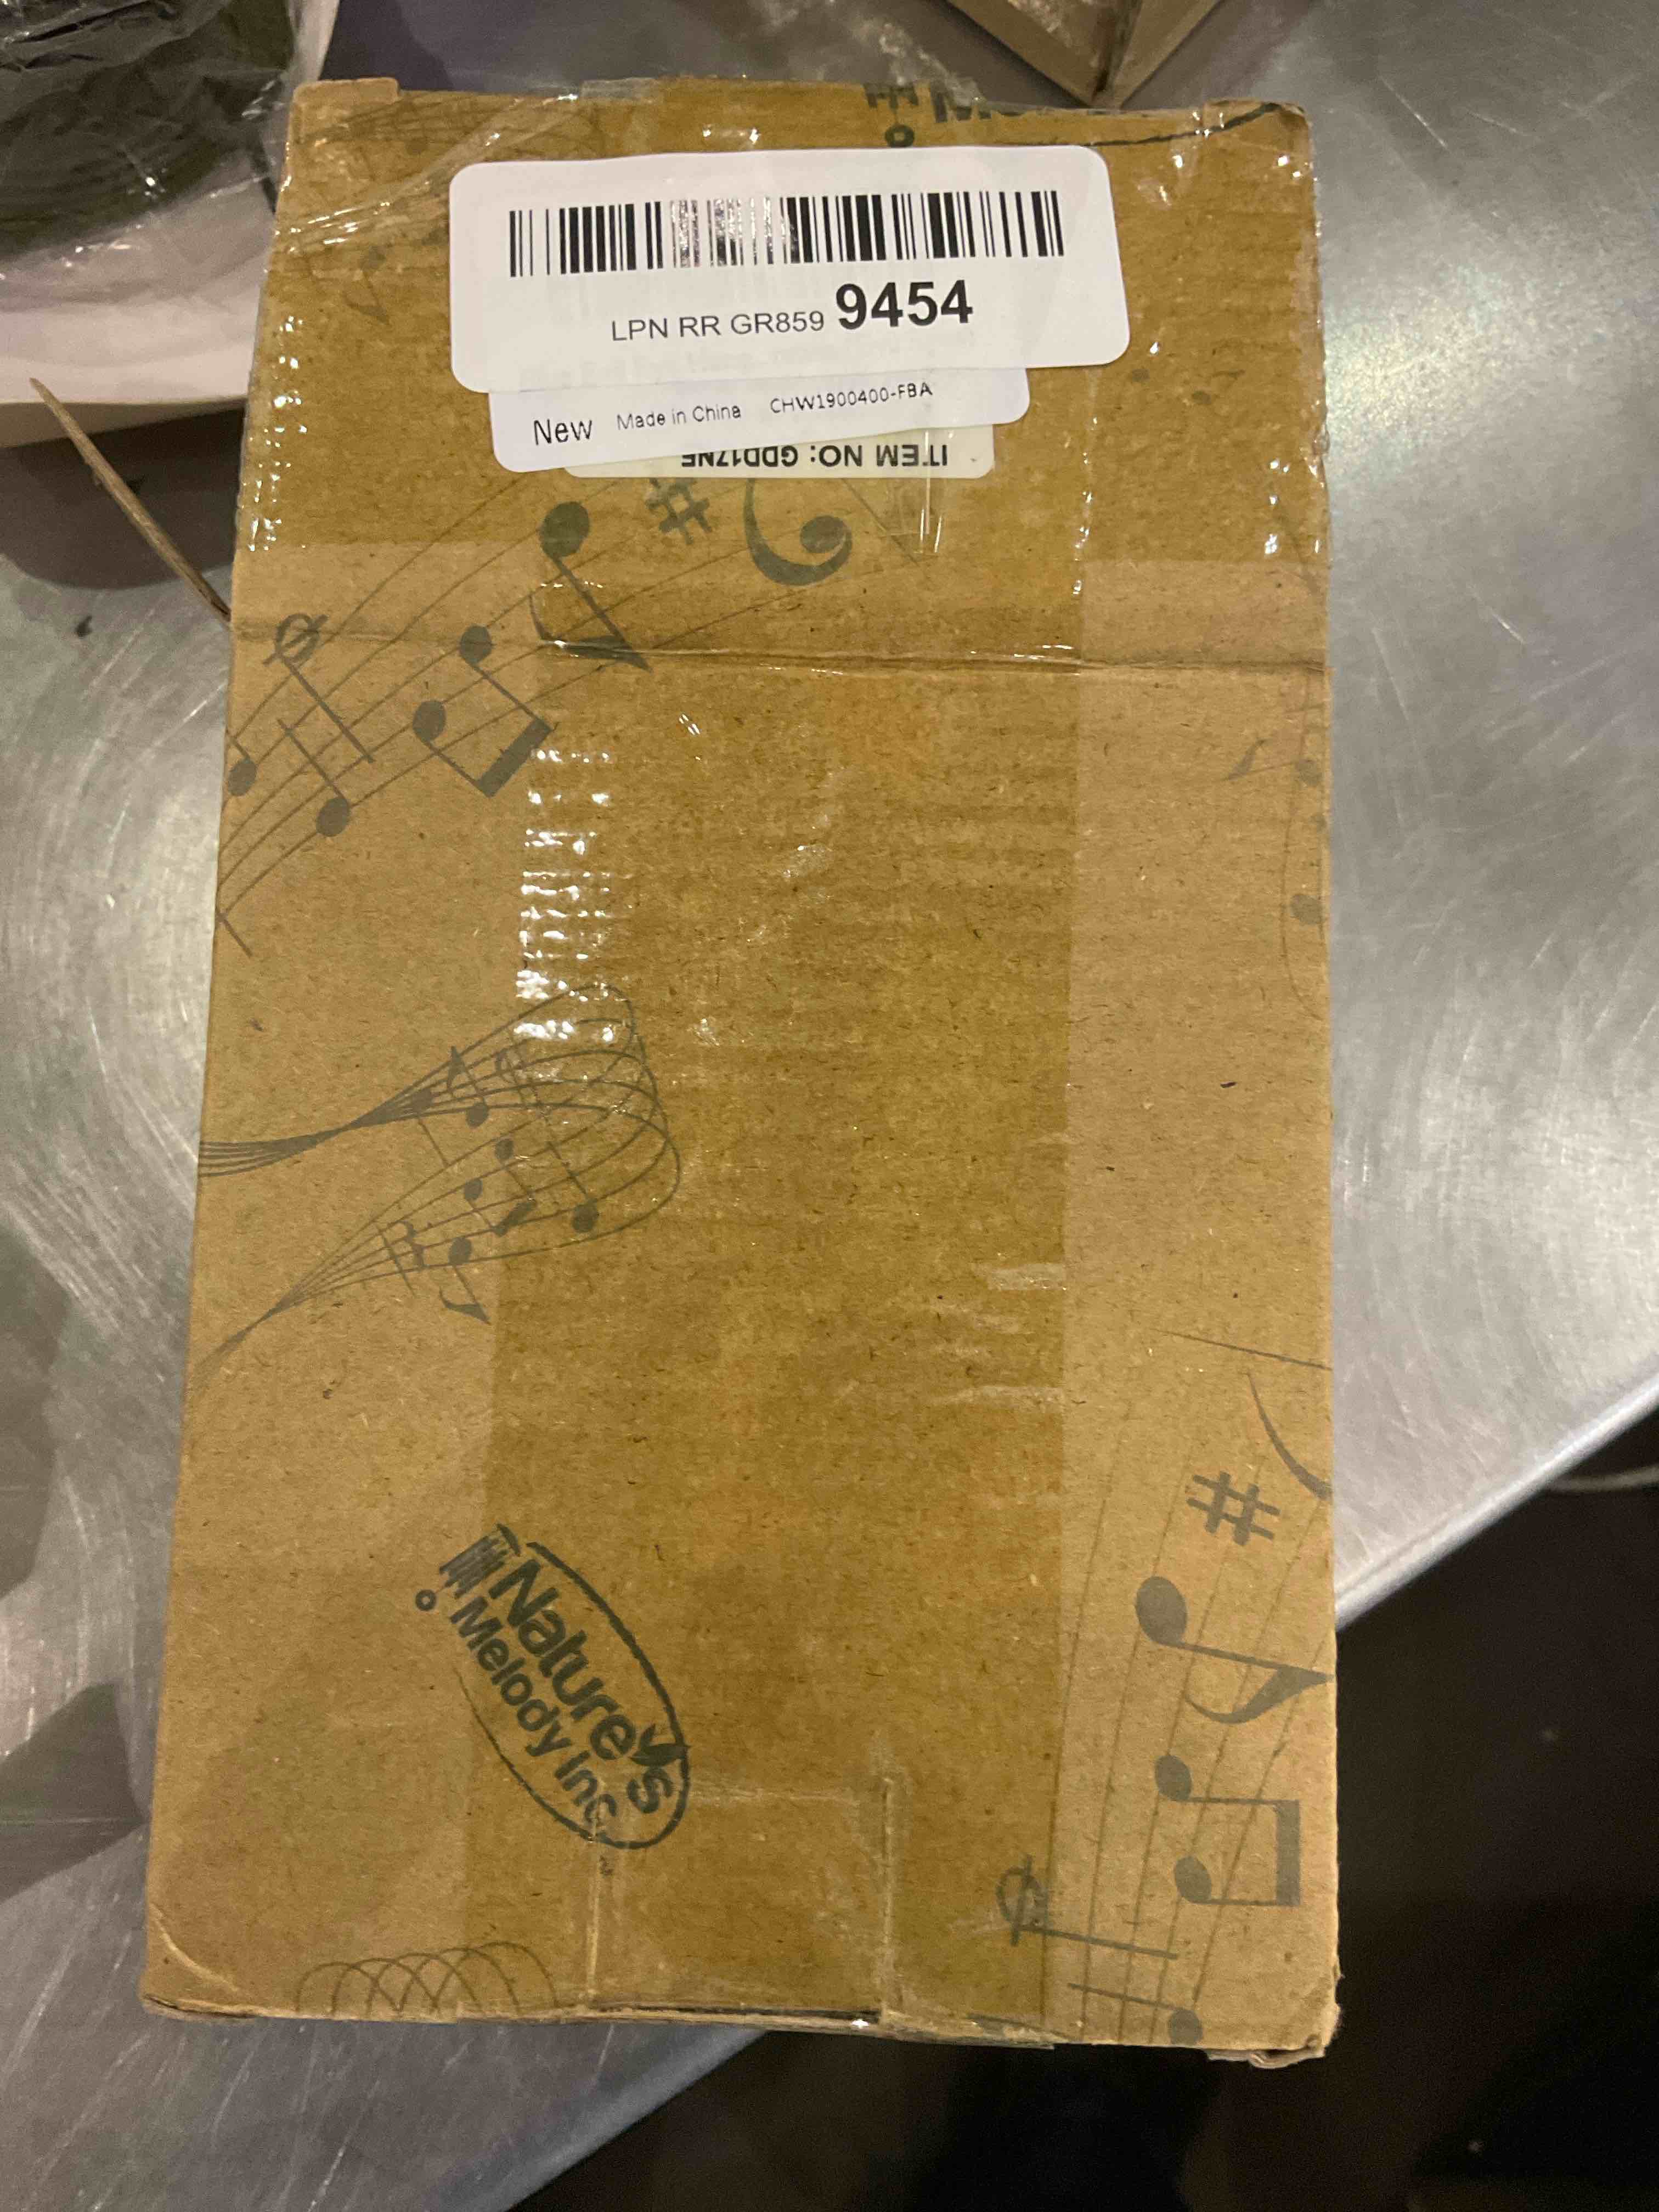 LPN RR GR859 9454
New Made in China CHW1900400-FBA
ITEM NO: GDD17NE
Nature's
Melody Inc.